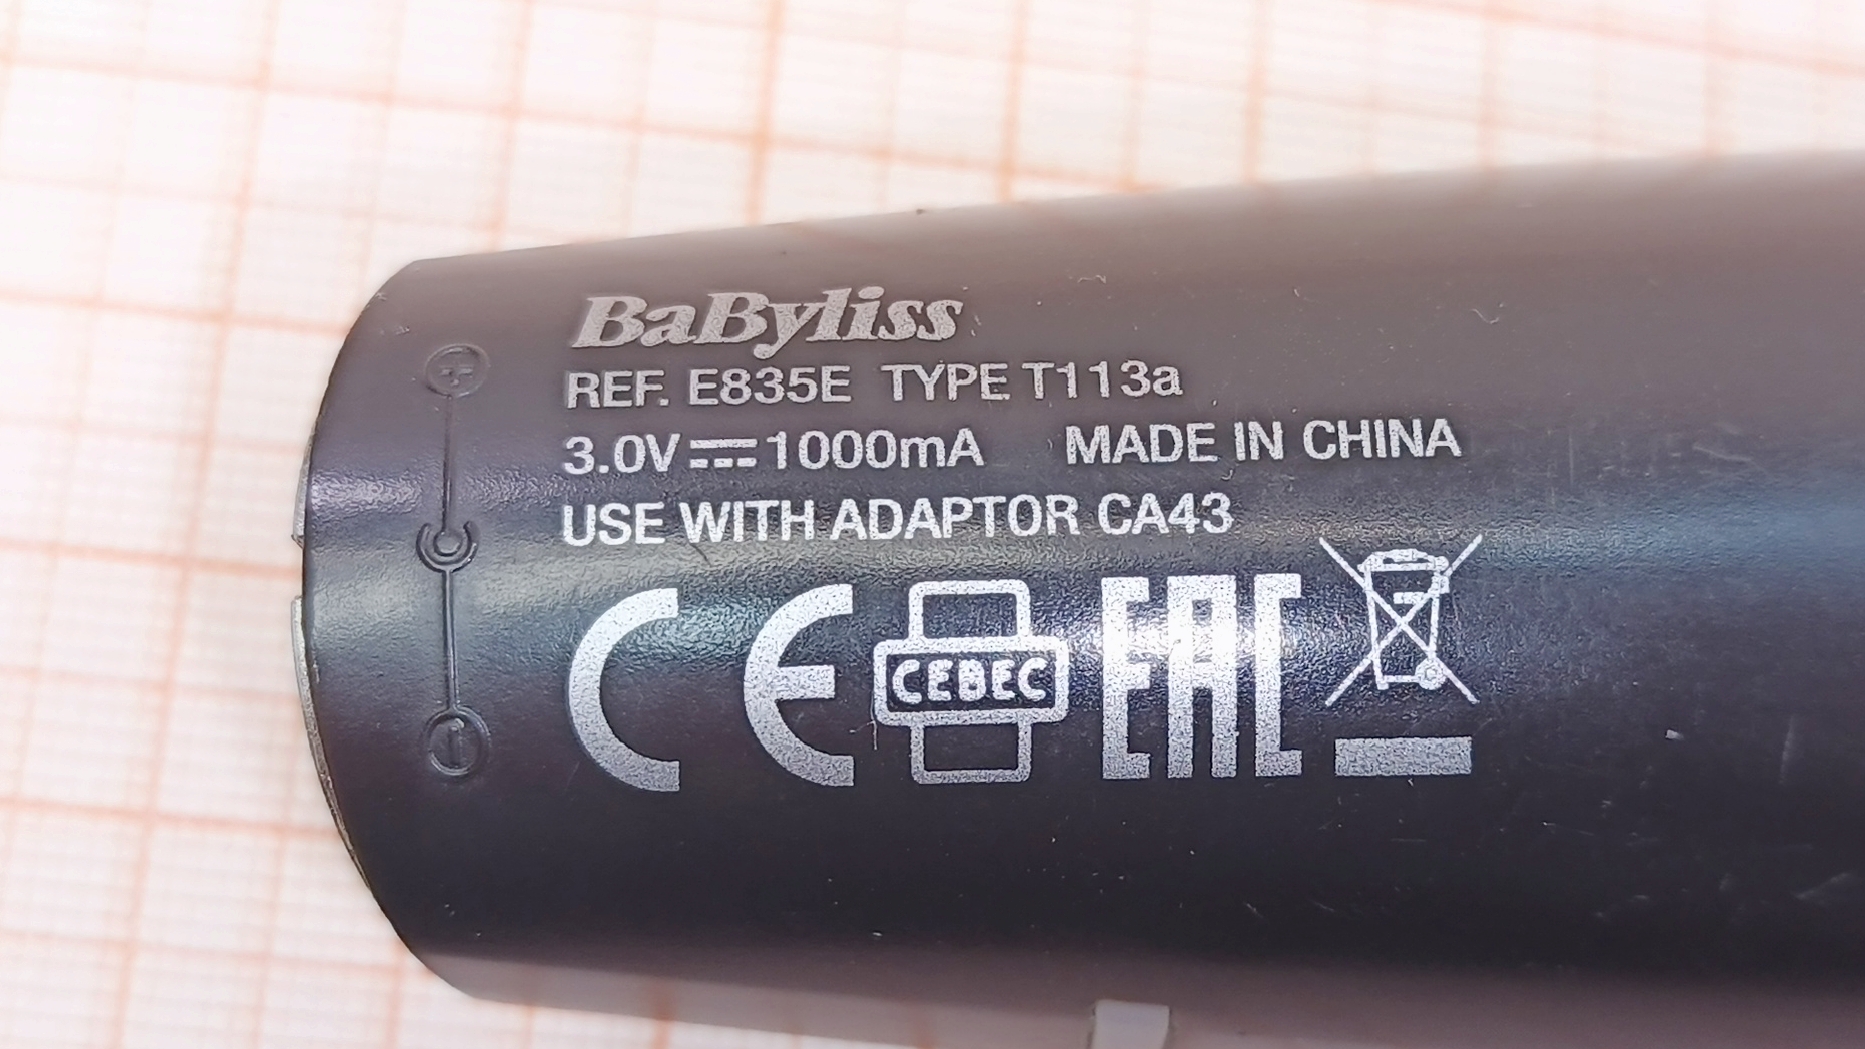 BaByliss
REF. E835E TYPE T113a
3.0V⎓1000mA MADE IN CHINA
USE WITH ADAPTOR CA43
CE CEBEC EAC